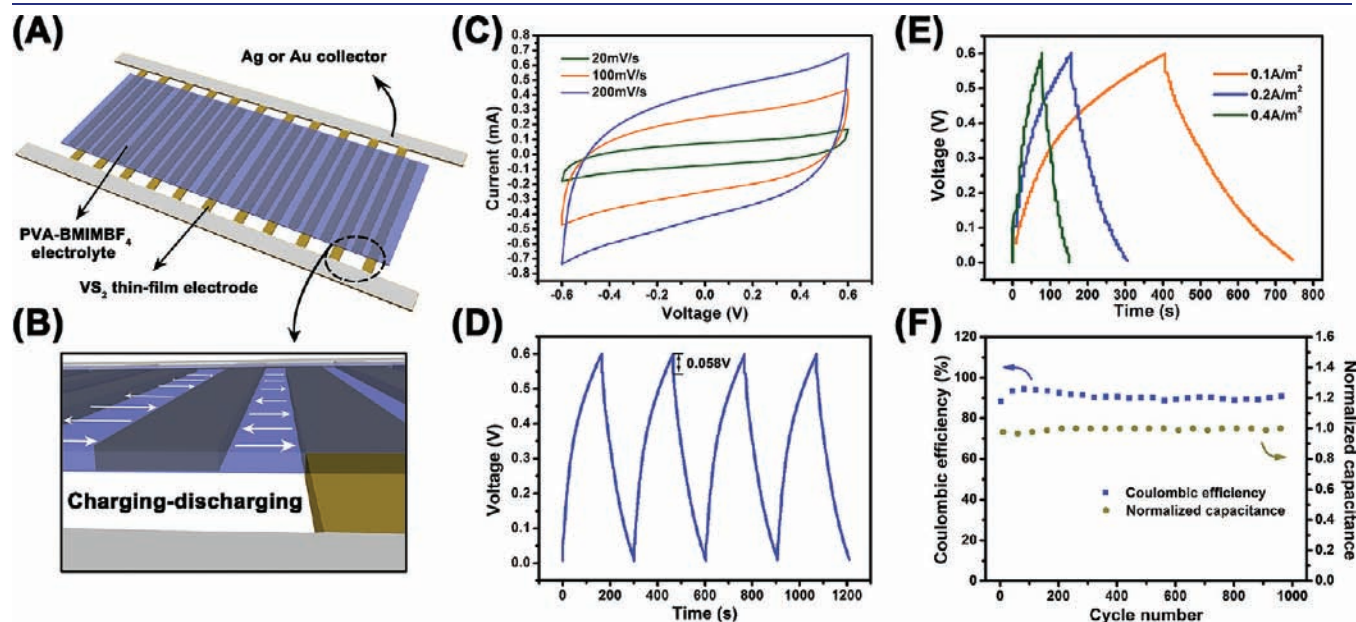 (A)
Ag or Au collector
PVA-BMIMBF₄
electrolyte
VS₂ thin-film electrode
(B)
Charging-discharging
(C)
0.8
0.7
0.6
0.5
0.4
0.3
0.2
0.1
0.0
-0.1
-0.2
-0.3
-0.4
-0.5
-0.6
-0.7
-0.8
Current (mA)
20mV/s
100mV/s
200mV/s
-0.6 -0.4 -0.2 0.0 0.2 0.4 0.6
Voltage (V)
(D)
0.6
0.5
0.4
0.3
0.2
0.1
0.0
Voltage (V)
0.058V
0 200 400 600 800 1000 1200
Time (s)
(E)
0.6
0.5
0.4
0.3
0.2
0.1
0.0
Voltage (V)
0.1A/m²
0.2A/m²
0.4A/m²
0 100 200 300 400 500 600 700 800
Time (s)
(F)
120
100
80
60
40
20
0
Coulombic efficiency (%)
Coulombic efficiency
Normalized capacitance
1.6
1.4
1.2
1.0
0.8
0.6
0.4
0.2
0.0
Normalized capacitance
0 200 400 600 800 1000
Cycle number